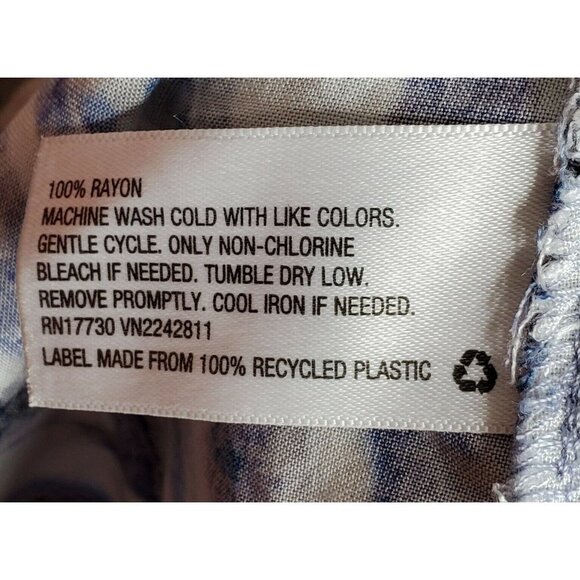 100% RAYON
MACHINE WASH COLD WITH LIKE COLORS.
GENTLE CYCLE. ONLY NON-CHLORINE
BLEACH IF NEEDED. TUMBLE DRY LOW.
REMOVE PROMPTLY. COOL IRON IF NEEDED.
RN17730 VN2242811
LABEL MADE FROM 100% RECYCLED PLASTIC